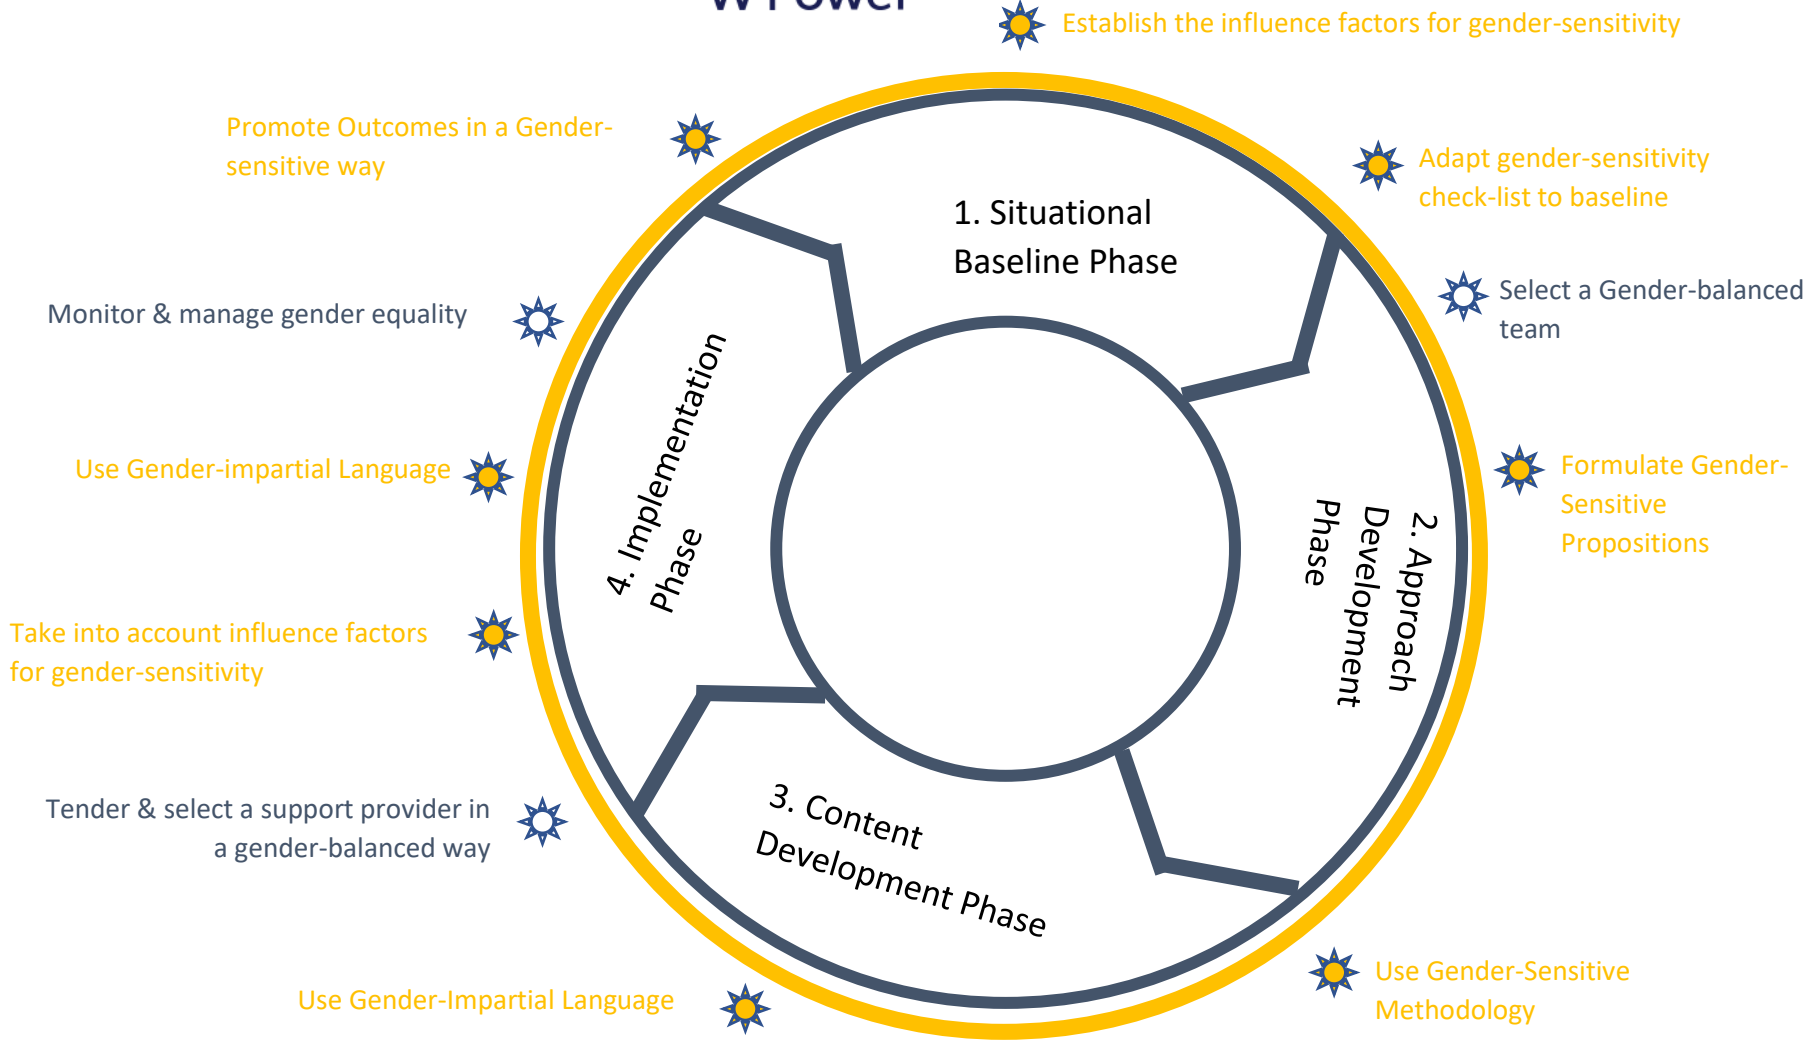 W Power
Establish the influence factors for gender-sensitivity
Promote Outcomes in a Gender-
sensitive way
Adapt gender-sensitivity
check-list to baseline
1. Situational
Baseline Phase
Select a Gender-balanced
team
Monitor & manage gender equality
Use Gender-impartial Language
4. Implementation
Phase
Formulate Gender-
Sensitive
Propositions
2. Approach
Development
Phase
Take into account influence factors
for gender-sensitivity
Tender & select a support provider in
a gender-balanced way
3. Content
Development Phase
Use Gender-Sensitive
Methodology
Use Gender-Impartial Language